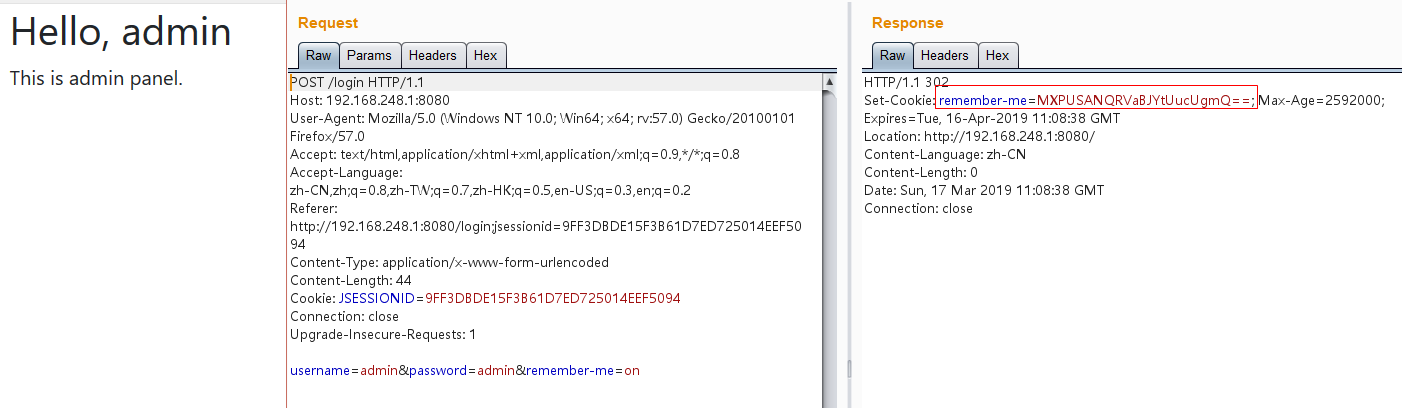 Hello, admin
This is admin panel.
Request
Raw
Params
Headers
Hex
POST /login HTTP/1.1
Host: 192.168.248.1:8080
User-Agent: Mozilla/5.0 (Windows NT 10.0; Win64; x64; rv:57.0) Gecko/20100101
Firefox/57.0
Accept: text/html,application/xhtml+xml,application/xml;q=0.9,*/*;q=0.8
Accept-Language:
zh-CN,zh;q=0.8,zh-TW;q=0.7,zh-HK;q=0.5,en-US;q=0.3,en;q=0.2
Referer:
http://192.168.248.1:8080/login;jsessionid=9FF3DBDE15F3B61D7ED725014EEF50
94
Content-Type: application/x-www-form-urlencoded
Content-Length: 44
Cookie: JSESSIONID=9FF3DBDE15F3B61D7ED725014EEF5094
Connection: close
Upgrade-Insecure-Requests: 1
username=admin&password=admin&remember-me=on
Response
Raw
Headers
Hex
HTTP/1.1 302
Set-Cookie: remember-me=MXPUSANQRVaBJYtUucUgmQ==; Max-Age=2592000;
Expires=Tue, 16-Apr-2019 11:08:38 GMT
Location: http://192.168.248.1:8080/
Content-Language: zh-CN
Content-Length: 0
Date: Sun, 17 Mar 2019 11:08:38 GMT
Connection: close